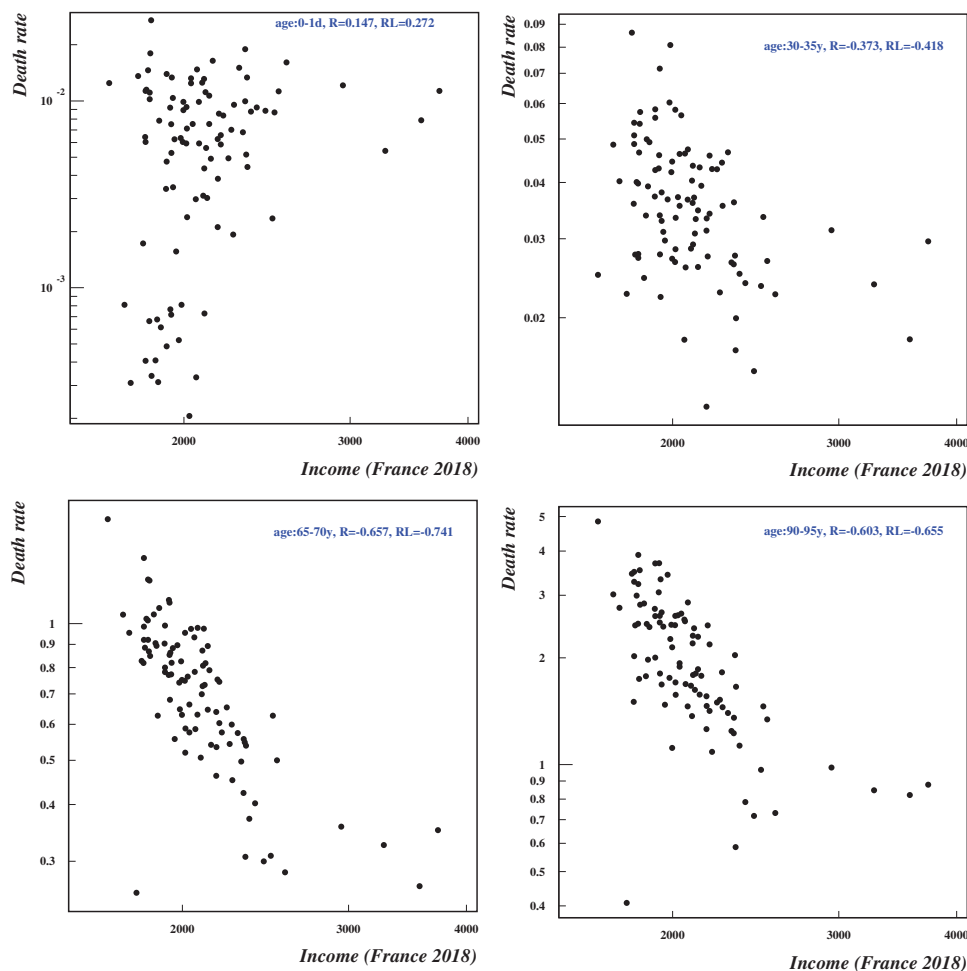 age:0-1d, R=0.147, RL=0.272
Death rate
10 -2
10 -3
2000 3000 4000
Income (France 2018)
age:30-35y, R=-0.373, RL=-0.418
Death rate
0.09
0.08
0.07
0.06
0.05
0.04
0.03
0.02
2000 3000 4000
Income (France 2018)
age:65-70y, R=-0.657, RL=-0.741
Death rate
1
0.9
0.8
0.7
0.6
0.5
0.4
0.3
2000 3000 4000
Income (France 2018)
age:90-95y, R=-0.603, RL=-0.655
Death rate
5
4
3
2
1
0.9
0.8
0.7
0.6
0.5
0.4
2000 3000 4000
Income (France 2018)